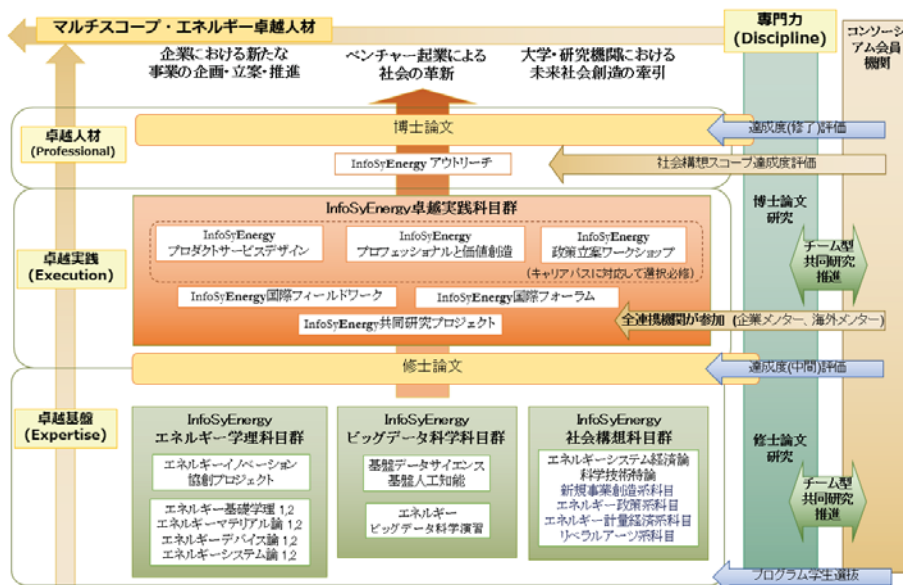 マルチスコープ・エネルギー卓越人材
専門力
(Discipline)
コンソーシ
アム会員
機関
企業における新たな
事業の企画・立案・推進
ベンチャー起業による
社会の革新
大学・研究機関における
未来社会創造の牽引
卓越人材
(Professional)
博士論文
達成度(修了)評価
InfoSyEnergy アウトリーチ
社会構想スコープ達成度評価
InfoSyEnergy卓越実践科目群
博士論文
研究
卓越実践
(Execution)
InfoSyEnergy
プロダクトサービスデザイン
InfoSyEnergy
プロフェッショナルと価値創造
InfoSyEnergy
政策立案ワークショップ
(キャリアパスに対応して選択必修)
チーム型
共同研究
推進
InfoSyEnergy国際フィールドワーク
InfoSyEnergy国際フォーラム
InfoSyEnergy共同研究プロジェクト
全連携機関が参加 (企業メンター、海外メンター)
修士論文
達成度(中間)評価
卓越基盤
(Expertise)
InfoSyEnergy
エネルギー学理科目群
エネルギーイノベーション
協創プロジェクト
エネルギー基礎学理 1,2
エネルギーマテリアル論 1,2
エネルギーデバイス論 1,2
エネルギーシステム論 1,2
InfoSyEnergy
ビッグデータ科学科目群
基盤データサイエンス
基盤人工知能
エネルギー
ビッグデータ科学演習
InfoSyEnergy
社会構想科目群
エネルギーシステム経済論
科学技術特論
新規事業創造系科目
エネルギー政策系科目
エネルギー計量経済系科目
リベラルアーツ系科目
修士論文
研究
チーム型
共同研究
推進
プログラム学生選抜